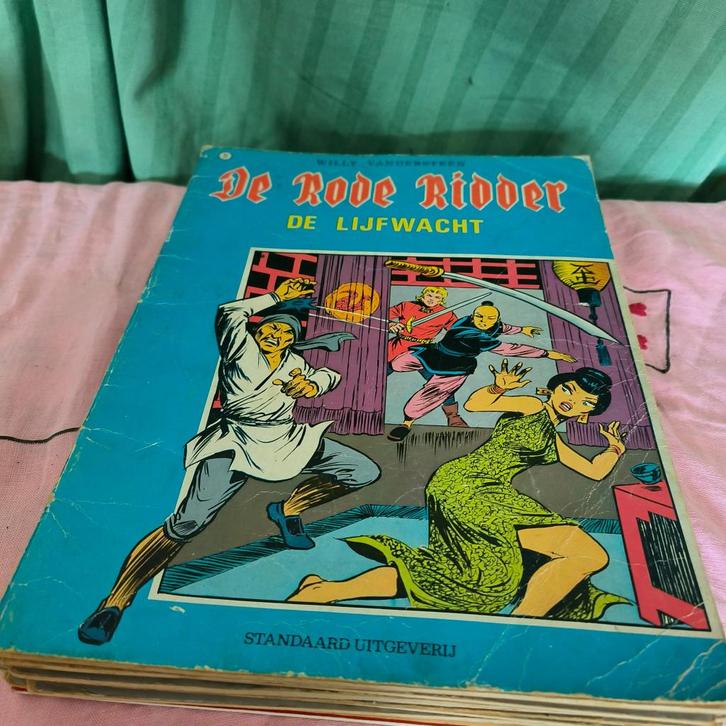 WILLY VANDERSTEEN
De Rode Ridder
DE LIJFWACHT
STANDAARD UITGEVERIJ